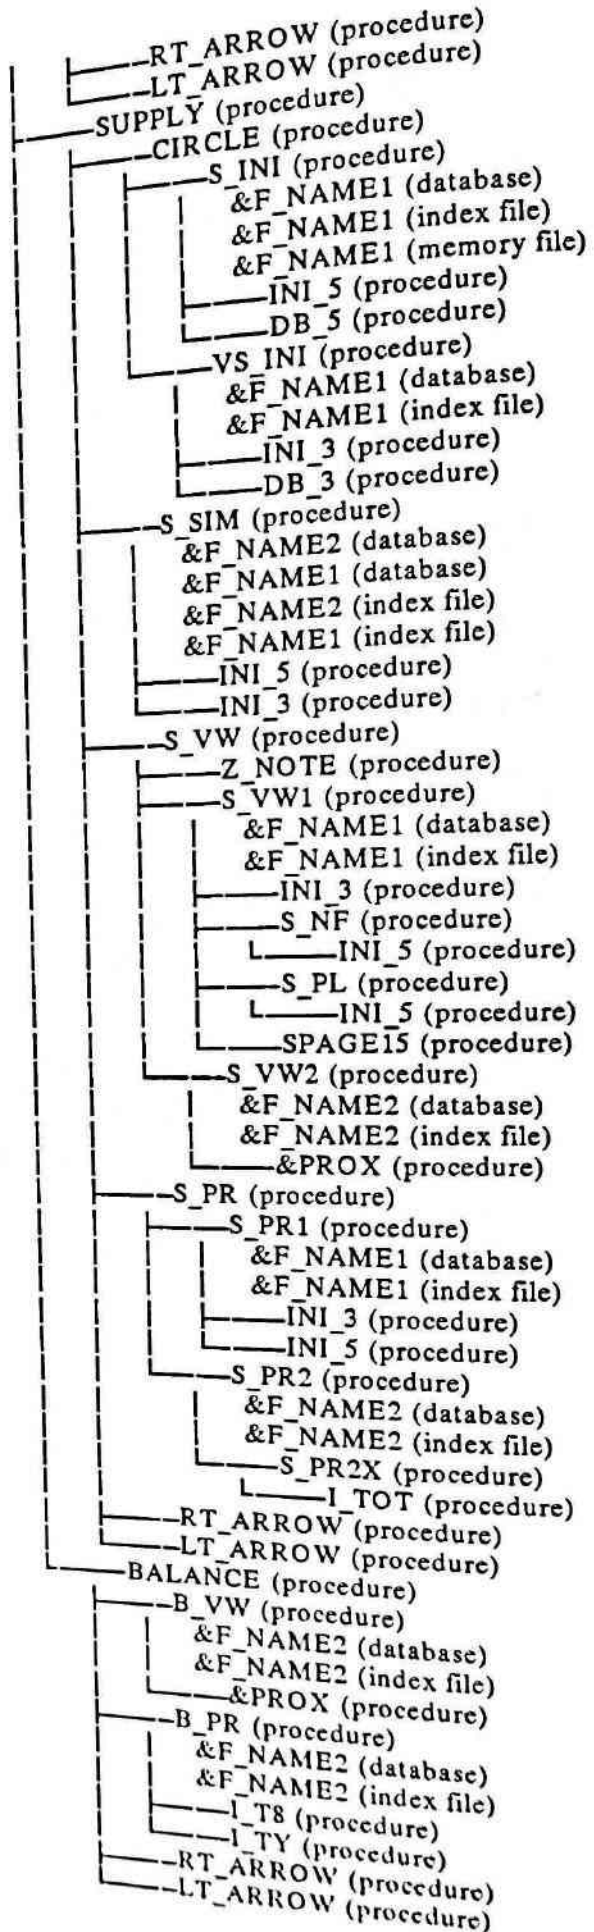 RT_ARROW (procedure)
LT_ARROW (procedure)
SUPPLY (procedure)
CIRCLE (procedure)
S_INI (procedure)
&F_NAME1 (database)
&F_NAME1 (index file)
&F_NAME1 (memory file)
INI_5 (procedure)
DB_5 (procedure)
VS_INI (procedure)
&F_NAME1 (database)
&F_NAME1 (index file)
INI_3 (procedure)
DB_3 (procedure)
S_SIM (procedure)
&F_NAME2 (database)
&F_NAME1 (database)
&F_NAME2 (index file)
&F_NAME1 (index file)
INI_5 (procedure)
INI_3 (procedure)
S_VW (procedure)
Z_NOTE (procedure)
S_VW1 (procedure)
&F_NAME1 (database)
&F_NAME1 (index file)
INI_3 (procedure)
S_NF (procedure)
INI_5 (procedure)
S_PL (procedure)
INI_5 (procedure)
SPAGE15 (procedure)
S_VW2 (procedure)
&F_NAME2 (database)
&F_NAME2 (index file)
&PROX (procedure)
S_PR (procedure)
S_PR1 (procedure)
&F_NAME1 (database)
&F_NAME1 (index file)
INI_3 (procedure)
INI_5 (procedure)
S_PR2 (procedure)
&F_NAME2 (database)
&F_NAME2 (index file)
S_PR2X (procedure)
I_TOT (procedure)
RT_ARROW (procedure)
LT_ARROW (procedure)
BALANCE (procedure)
B_VW (procedure)
&F_NAME2 (database)
&F_NAME2 (index file)
&PROX (procedure)
B_PR (procedure)
&F_NAME2 (database)
&F_NAME2 (index file)
I_T8 (procedure)
I_TY (procedure)
RT_ARROW (procedure)
LT_ARROW (procedure)